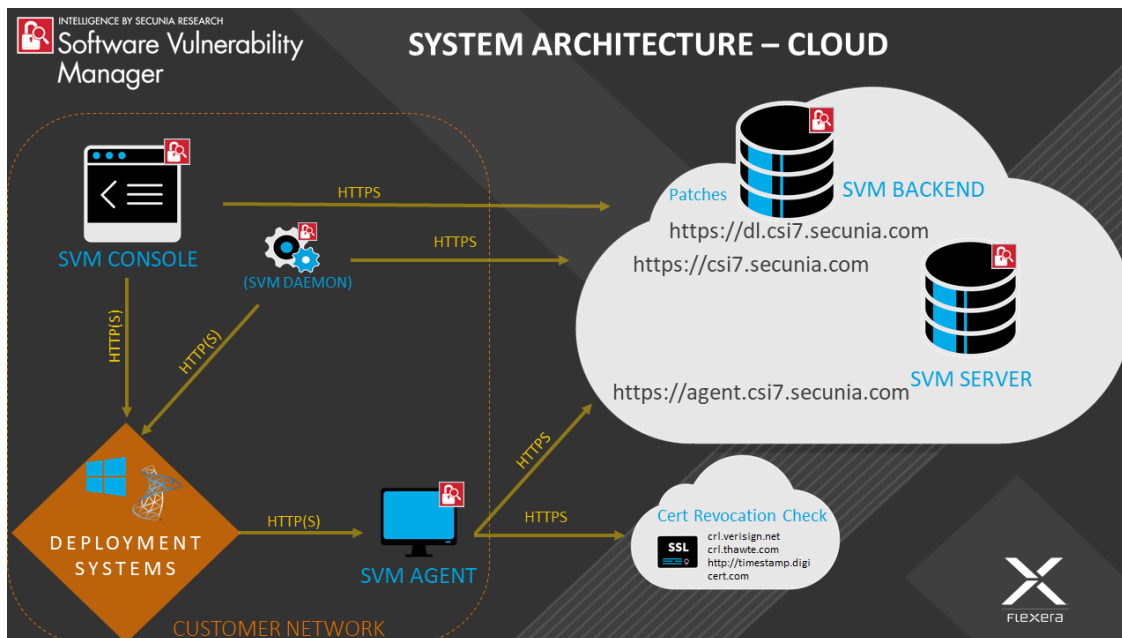 INTELLIGENCE BY SECUNIA RESEARCH
Software Vulnerability
Manager
SYSTEM ARCHITECTURE – CLOUD
SVM CONSOLE
HTTPS
HTTPS
(SVM DAEMON)
Patches
SVM BACKEND
https://dl.csi7.secunia.com
https://csi7.secunia.com
SVM SERVER
https://agent.csi7.secunia.com
HTTP(S)
HTTP(S)
DEPLOYMENT
SYSTEMS
HTTP(S)
SVM AGENT
HTTPS
HTTPS
Cert Revocation Check
SSL
crl.verisign.net
crl.thawte.com
http://timestamp.digi
cert.com
CUSTOMER NETWORK
FLEXERA